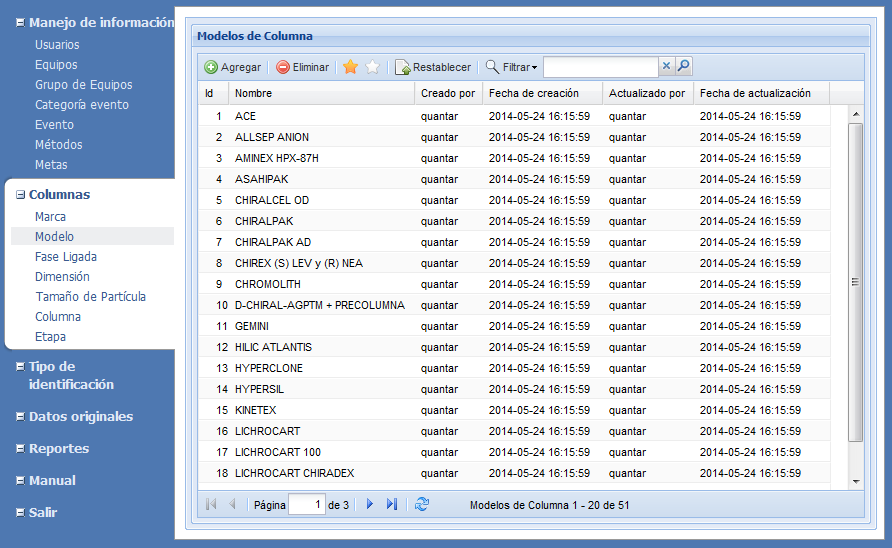 Manejo de información
Usuarios
Equipos
Grupo de Equipos
Categoría evento
Evento
Métodos
Metas
Columnas
Marca
Modelo
Fase Ligada
Dimensión
Tamaño de Partícula
Columna
Etapa
Tipo de
identificación
Datos originales
Reportes
Manual
Salir
Modelos de Columna
Agregar Eliminar Restablecer Filtrar
Id Nombre Creado por Fecha de creación Actualizado por Fecha de actualización
1 ACE quantar 2014-05-24 16:15:59 quantar 2014-05-24 16:15:59
2 ALLSEP ANION quantar 2014-05-24 16:15:59 quantar 2014-05-24 16:15:59
3 AMINEX HPX-87H quantar 2014-05-24 16:15:59 quantar 2014-05-24 16:15:59
4 ASAHIPAK quantar 2014-05-24 16:15:59 quantar 2014-05-24 16:15:59
5 CHIRALCEL OD quantar 2014-05-24 16:15:59 quantar 2014-05-24 16:15:59
6 CHIRALPAK quantar 2014-05-24 16:15:59 quantar 2014-05-24 16:15:59
7 CHIRALPAK AD quantar 2014-05-24 16:15:59 quantar 2014-05-24 16:15:59
8 CHIREX (S) LEV y (R) NEA quantar 2014-05-24 16:15:59 quantar 2014-05-24 16:15:59
9 CHROMOLITH quantar 2014-05-24 16:15:59 quantar 2014-05-24 16:15:59
10 D-CHIRAL-AGPTM + PRECOLUMNA quantar 2014-05-24 16:15:59 quantar 2014-05-24 16:15:59
11 GEMINI quantar 2014-05-24 16:15:59 quantar 2014-05-24 16:15:59
12 HILIC ATLANTIS quantar 2014-05-24 16:15:59 quantar 2014-05-24 16:15:59
13 HYPERCLONE quantar 2014-05-24 16:15:59 quantar 2014-05-24 16:15:59
14 HYPERSIL quantar 2014-05-24 16:15:59 quantar 2014-05-24 16:15:59
15 KINETEX quantar 2014-05-24 16:15:59 quantar 2014-05-24 16:15:59
16 LICHROCART quantar 2014-05-24 16:15:59 quantar 2014-05-24 16:15:59
17 LICHROCART 100 quantar 2014-05-24 16:15:59 quantar 2014-05-24 16:15:59
18 LICHROCART CHIRADEX quantar 2014-05-24 16:15:59 quantar 2014-05-24 16:15:59
Página 1 de 3 Modelos de Columna 1 - 20 de 51